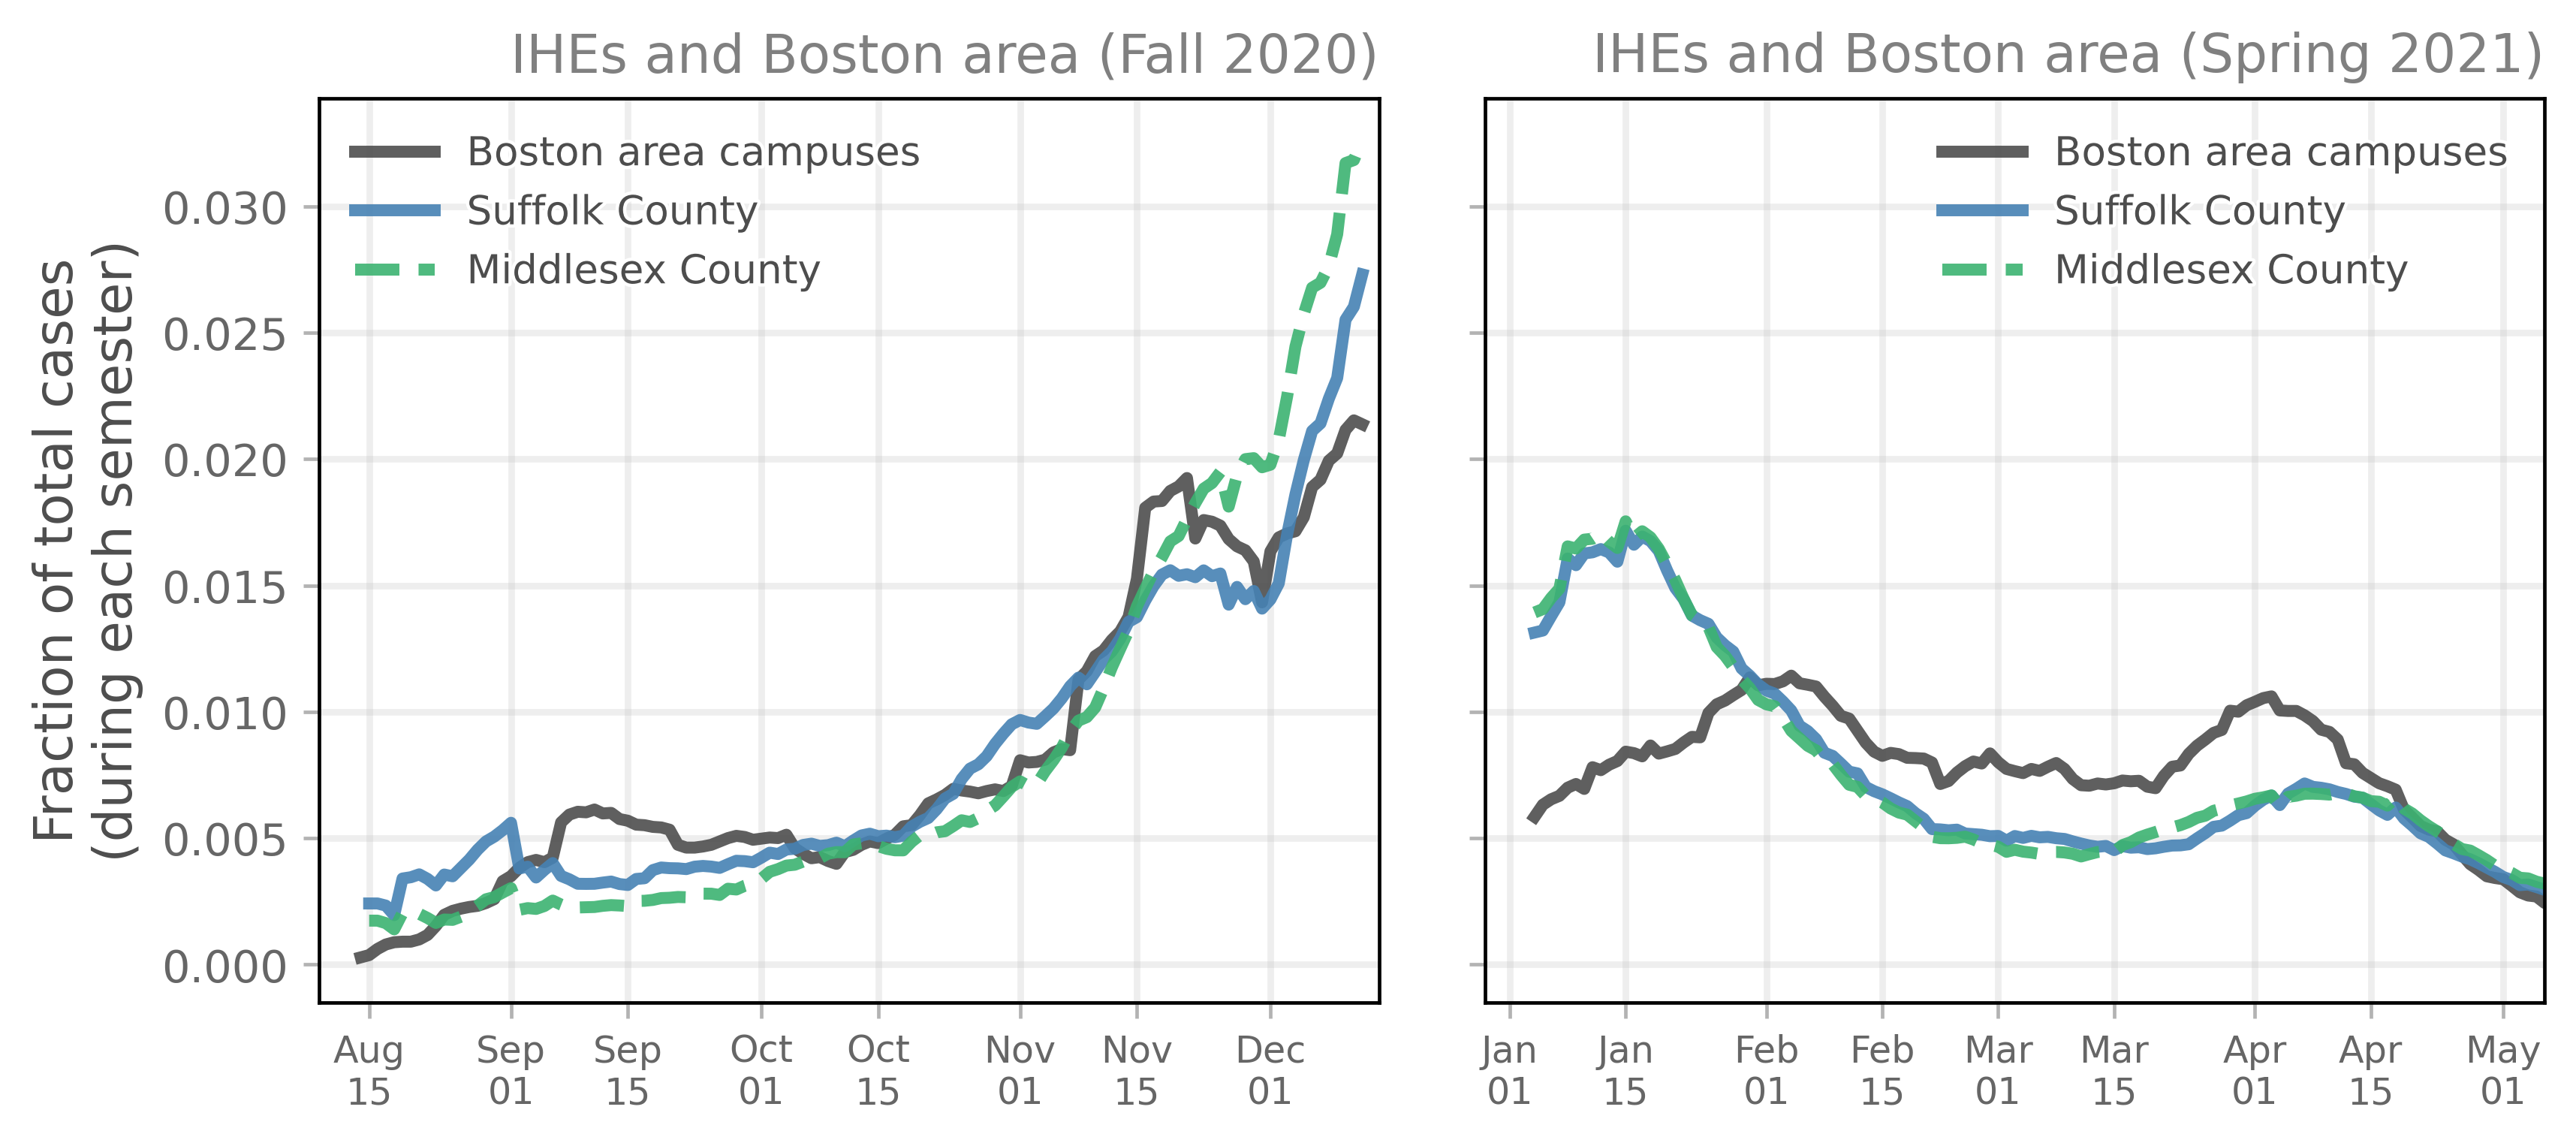 IHEs and Boston area (Fall 2020)
Boston area campuses
Suffolk County
Middlesex County
Fraction of total cases
(during each semester)
0.030
0.025
0.020
0.015
0.010
0.005
0.000
Aug 15
Sep 01
Sep 15
Oct 01
Oct 15
Nov 01
Nov 15
Dec 01
IHEs and Boston area (Spring 2021)
Boston area campuses
Suffolk County
Middlesex County
Jan 01
Jan 15
Feb 01
Feb 15
Mar 01
Mar 15
Apr 01
Apr 15
May 01